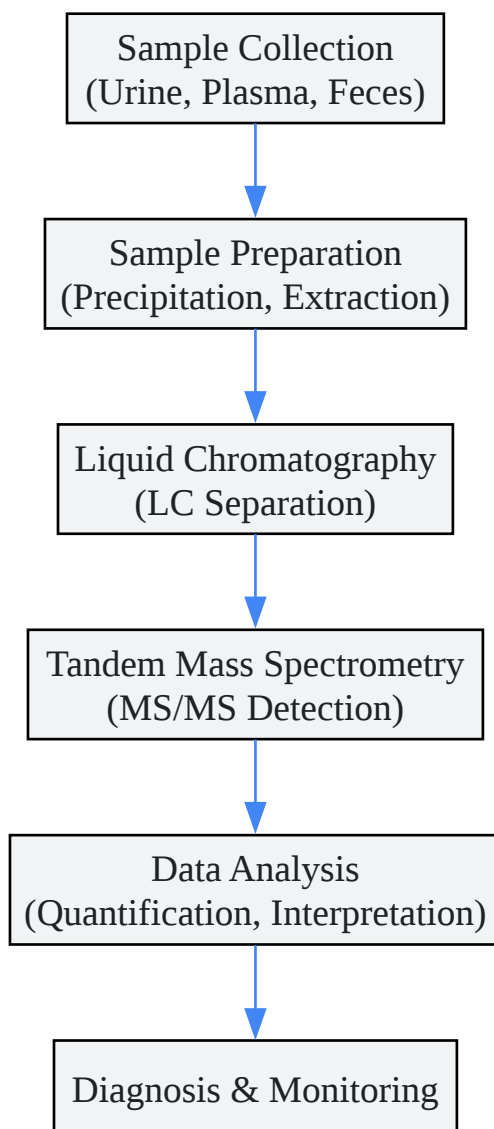 Sample Collection
(Urine, Plasma, Feces)
Sample Preparation
(Precipitation, Extraction)
Liquid Chromatography
(LC Separation)
Tandem Mass Spectrometry
(MS/MS Detection)
Data Analysis
(Quantification, Interpretation)
Diagnosis & Monitoring